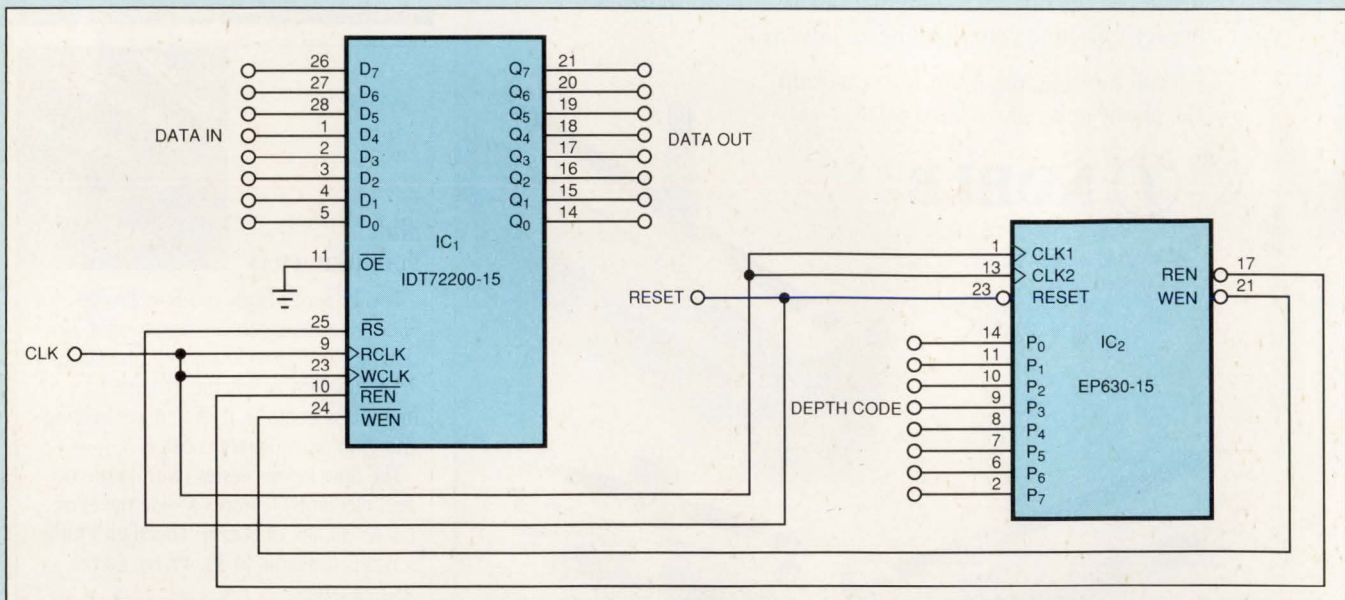 26 D7 Q7 21
27 D6 Q6 20
28 D5 Q5 19
DATA IN 1 D4 Q4 18 DATA OUT
2 D3 Q3 17
3 D2 Q2 16
4 D1 Q1 15
5 D0 Q0 14
IC1
11 OE
IDT72200-15
25 RS
CLK 9 RCLK
23 WCLK
10 REN
24 WEN
1 CLK1
13 CLK2 REN 17
RESET 23 RESET WEN 21
14 P0 IC2
11 P1
10 P2 EP630-15
DEPTH CODE 9 P3
8 P4
7 P5
6 P6
2 P7